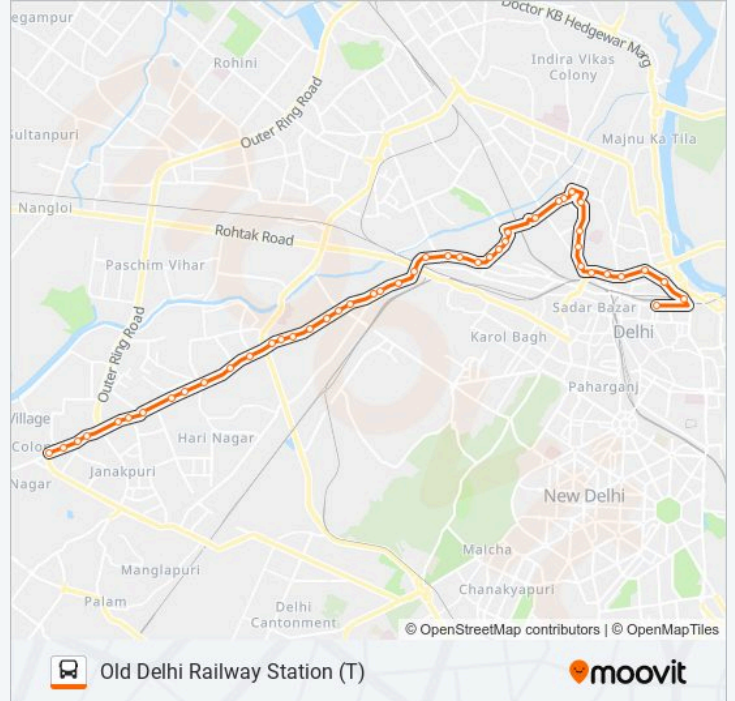 egampur
Doctor KB Hedgewar Marg
Rohini
Indira Vikas
Colony
Outer Ring Road
ultanpuri
Majnu Ka Tila
Nangloi
Rohtak Road
Paschim Vihar
Sadar Bazar
Delhi
Outer Ring Road
Karol Bagh
Paharganj
Village
Hari Nagar
Colo
Janakpuri
Nagar
New Delhi
Malcha
Manglapuri
Chanakyapuri
Palam
Delhi
Cantonment
© OpenStreetMap contributors | © OpenMapTiles
Old Delhi Railway Station (T)
moovit